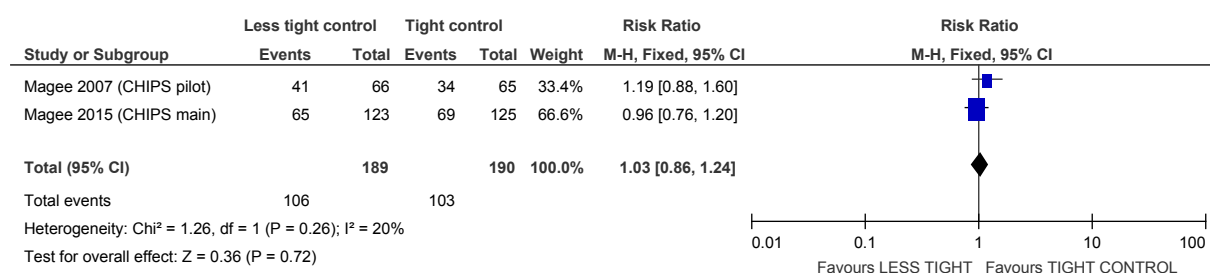 Less tight control Tight control Risk Ratio Risk Ratio
Study or Subgroup Events Total Events Total Weight M-H, Fixed, 95% CI M-H, Fixed, 95% CI
Magee 2007 (CHIPS pilot) 41 66 34 65 33.4% 1.19 [0.88, 1.60]
Magee 2015 (CHIPS main) 65 123 69 125 66.6% 0.96 [0.76, 1.20]
Total (95% CI) 189 190 100.0% 1.03 [0.86, 1.24]
Total events 106 103
Heterogeneity: Chi² = 1.26, df = 1 (P = 0.26); I² = 20%
Test for overall effect: Z = 0.36 (P = 0.72)
0.01 0.1 1 10 100
Favours LESS TIGHT Favours TIGHT CONTROL